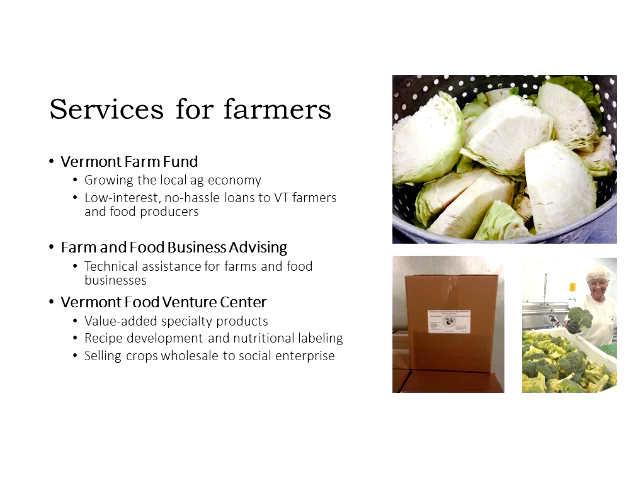 Services for farmers
• Vermont Farm Fund
• Growing the local ag economy
• Low-interest, no-hassle loans to VT farmers
and food producers
• Farm and Food Business Advising
• Technical assistance for farms and food
businesses
• Vermont Food Venture Center
• Value-added specialty products
• Recipe development and nutritional labeling
• Selling crops wholesale to social enterprise